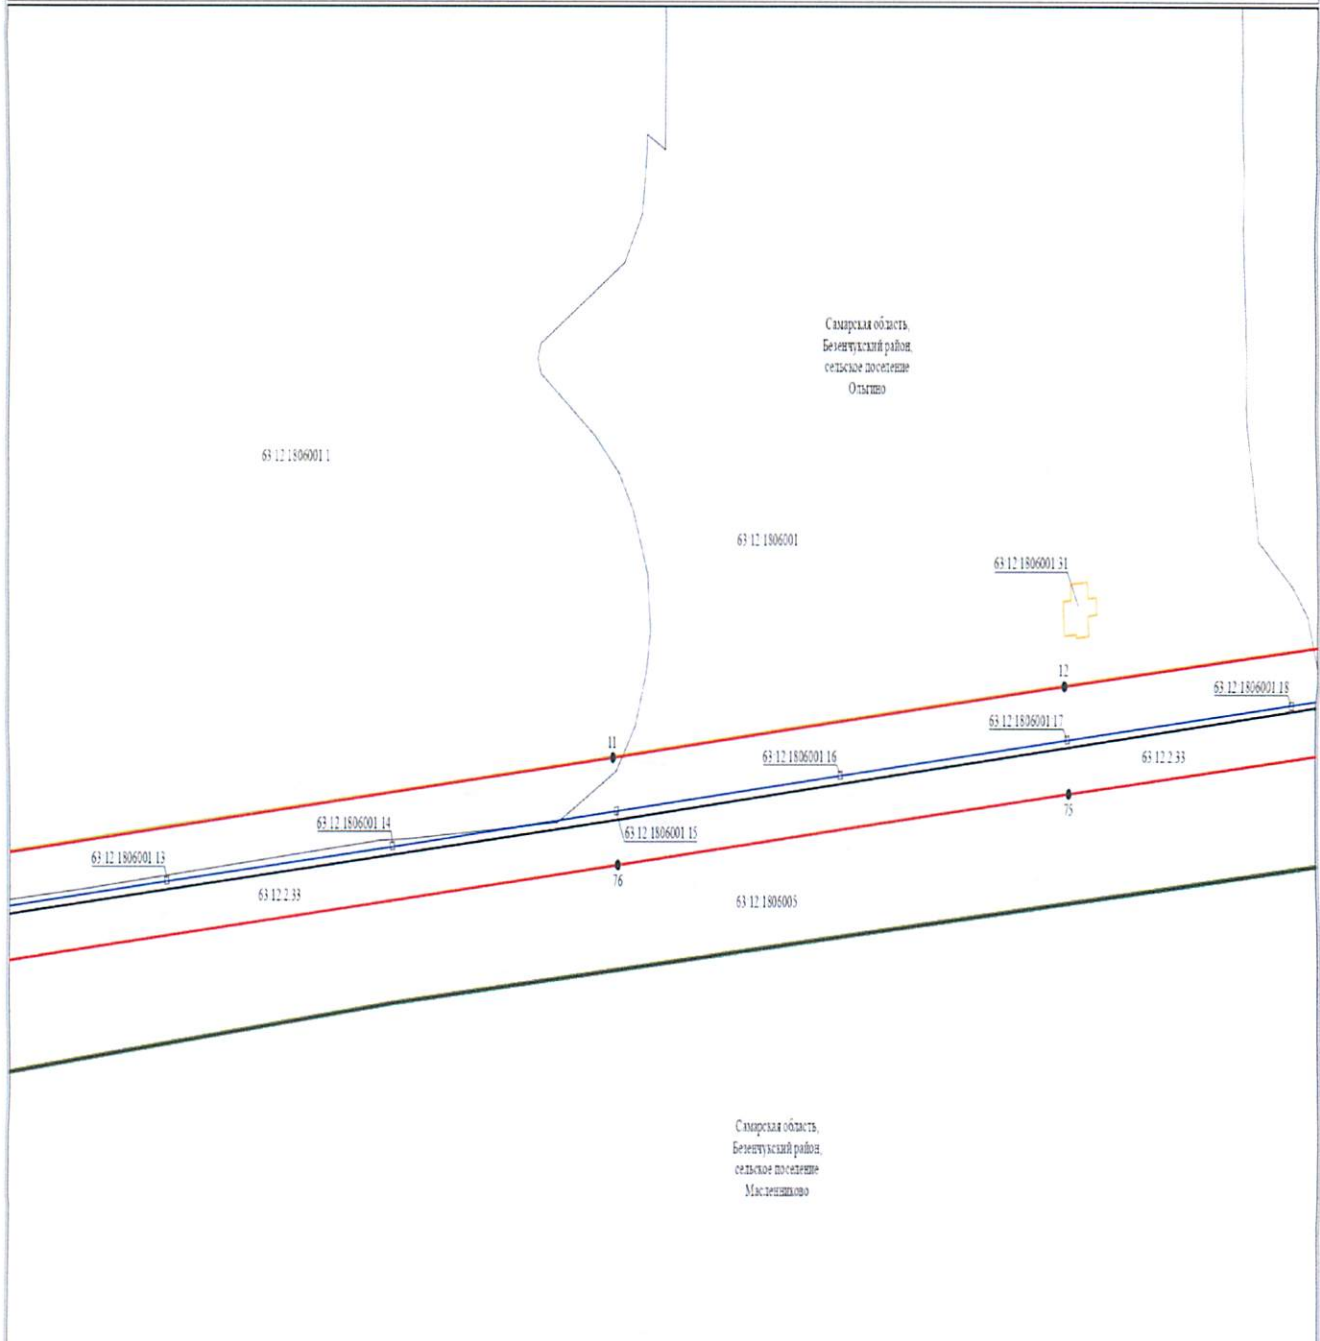 Самарская область,
Безенчукский район,
сельское поселение
Ольгино
63:12:1806001:1
63:12:1806001
63:12:1806001:31
12
63:12:1806001:18
11
63:12:1806001:17
63:12:1806001:16
63:12:2:33
75
63:12:1806001:14
63:12:1806001:15
63:12:1806001:13
76
63:12:2:33
63:12:1806005
Самарская область,
Безенчукский район,
сельское поселение
Масленниково